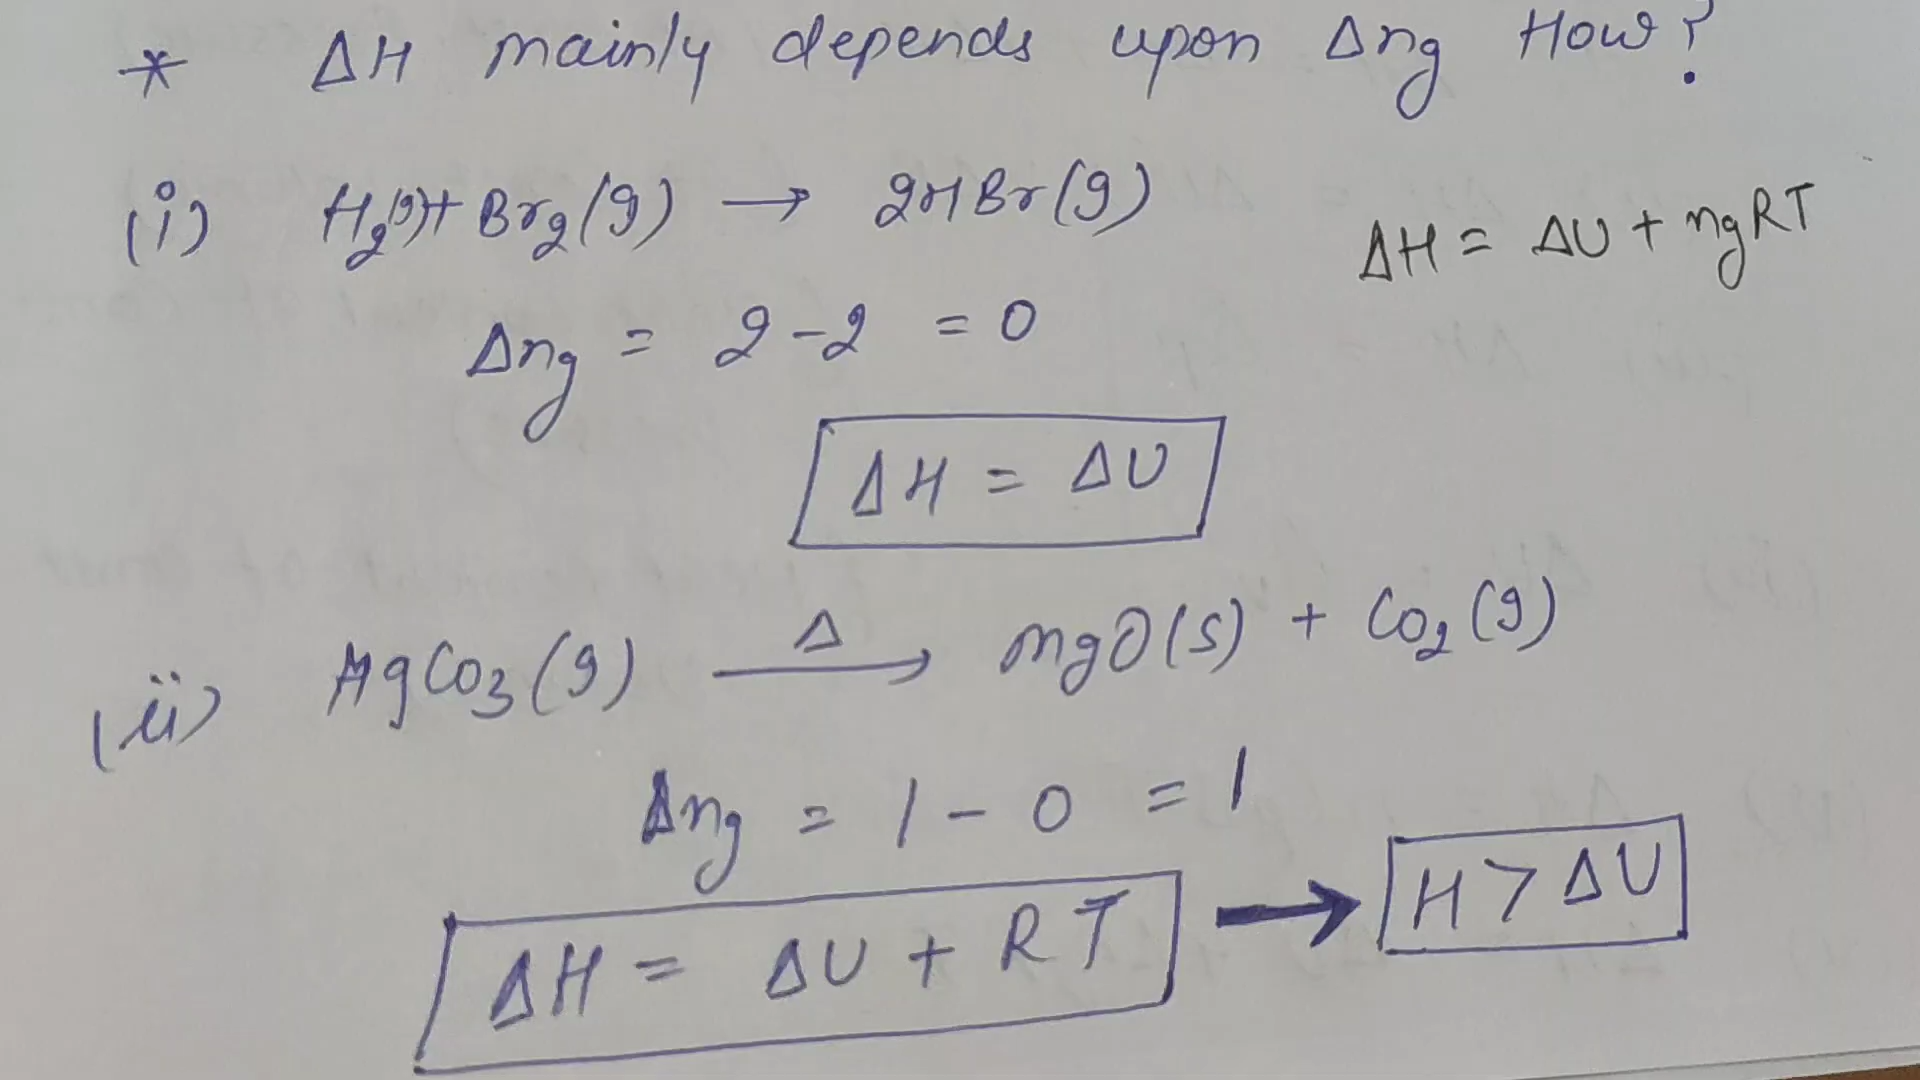 * ΔH mainly depends upon Δng How?
(i) H2(g)+ Br2(g) → 2HBr(g)
ΔH = ΔU + ngRT
Δng = 2 - 2 = 0
ΔH = ΔU
(ii) MgCO3(g) Δ→ mgO(s) + CO2(g)
Δng = 1 - 0 = 1
ΔH = ΔU + RT → H > ΔU